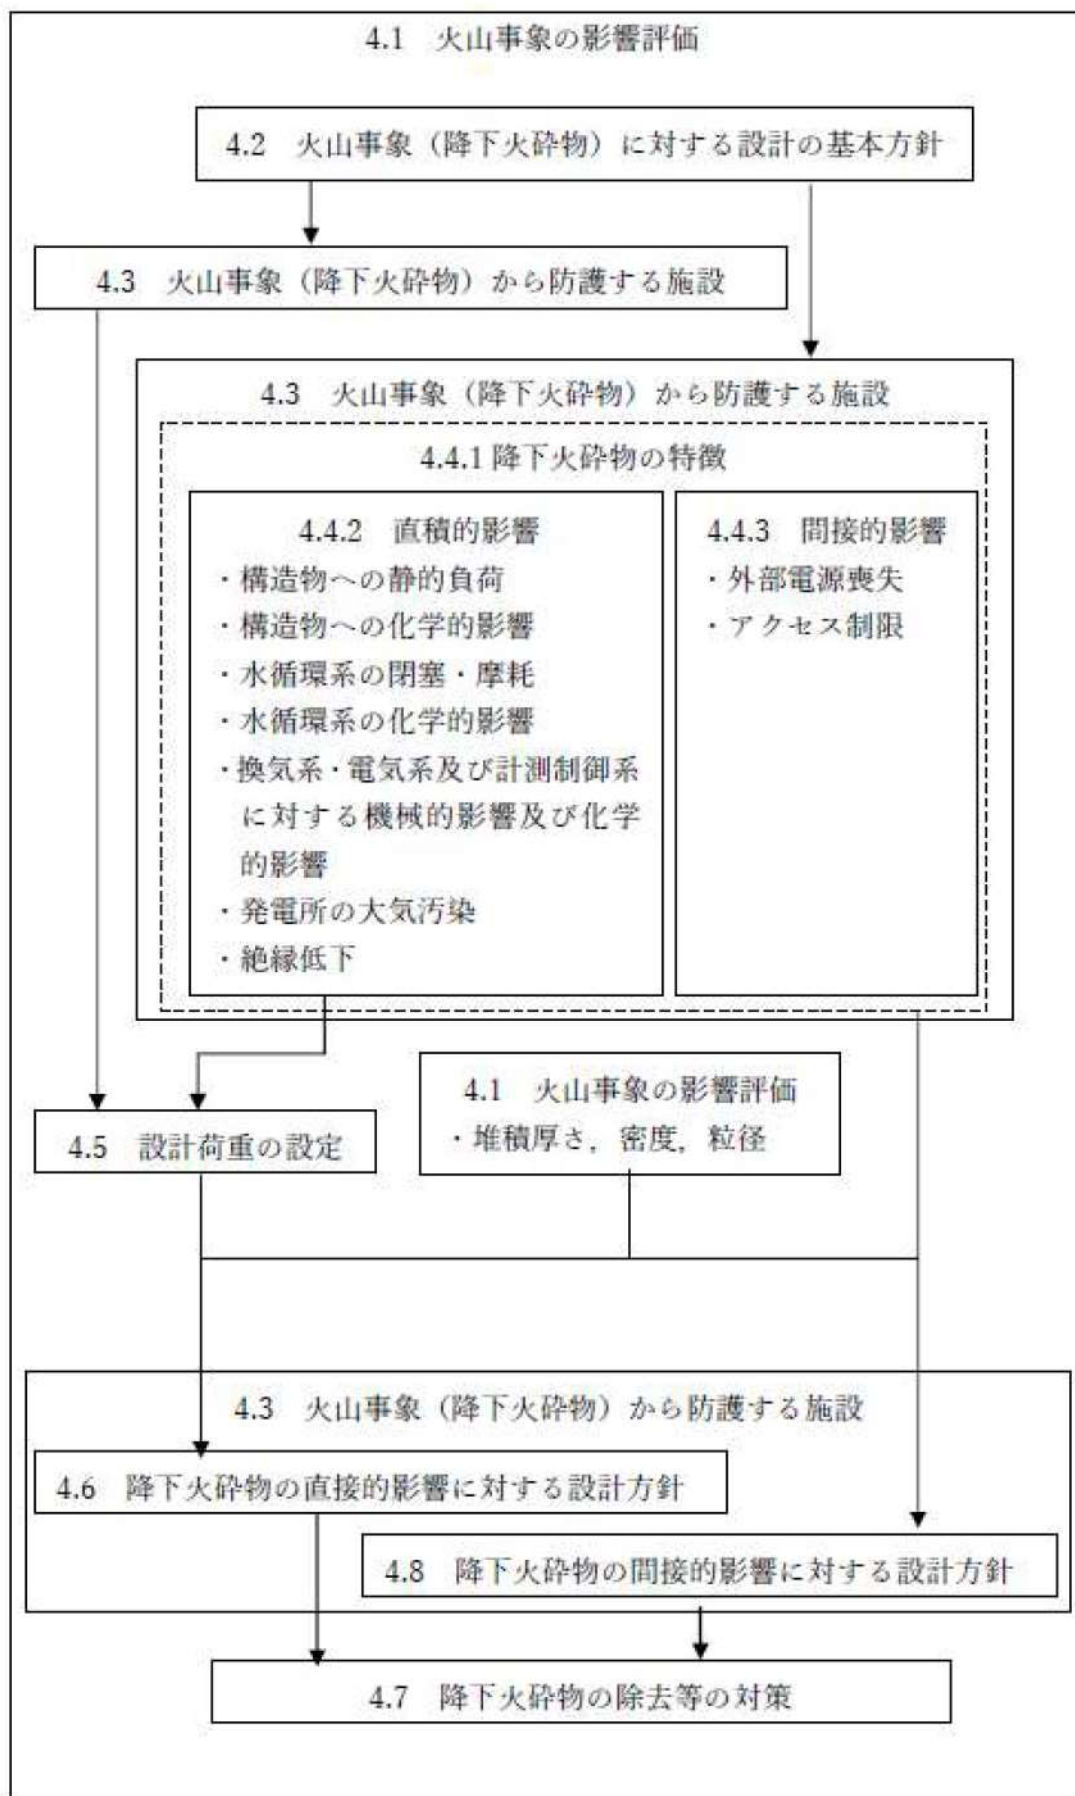 4.1 火山事象の影響評価
4.2 火山事象（降下火砕物）に対する設計の基本方針
4.3 火山事象（降下火砕物）から防護する施設
4.3 火山事象（降下火砕物）から防護する施設
4.4.1 降下火砕物の特徴
4.4.2 直積的影響
・構造物への静的負荷
・構造物への化学的影響
・水循環系の閉塞・摩耗
・水循環系の化学的影響
・換気系・電気系及び計測制御系
に対する機械的影響及び化学
的影響
・発電所の大気汚染
・絶縁低下
4.4.3 間接的影響
・外部電源喪失
・アクセス制限
4.1 火山事象の影響評価
・堆積厚さ，密度，粒径
4.5 設計荷重の設定
4.3 火山事象（降下火砕物）から防護する施設
4.6 降下火砕物の直接的影響に対する設計方針
4.8 降下火砕物の間接的影響に対する設計方針
4.7 降下火砕物の除去等の対策